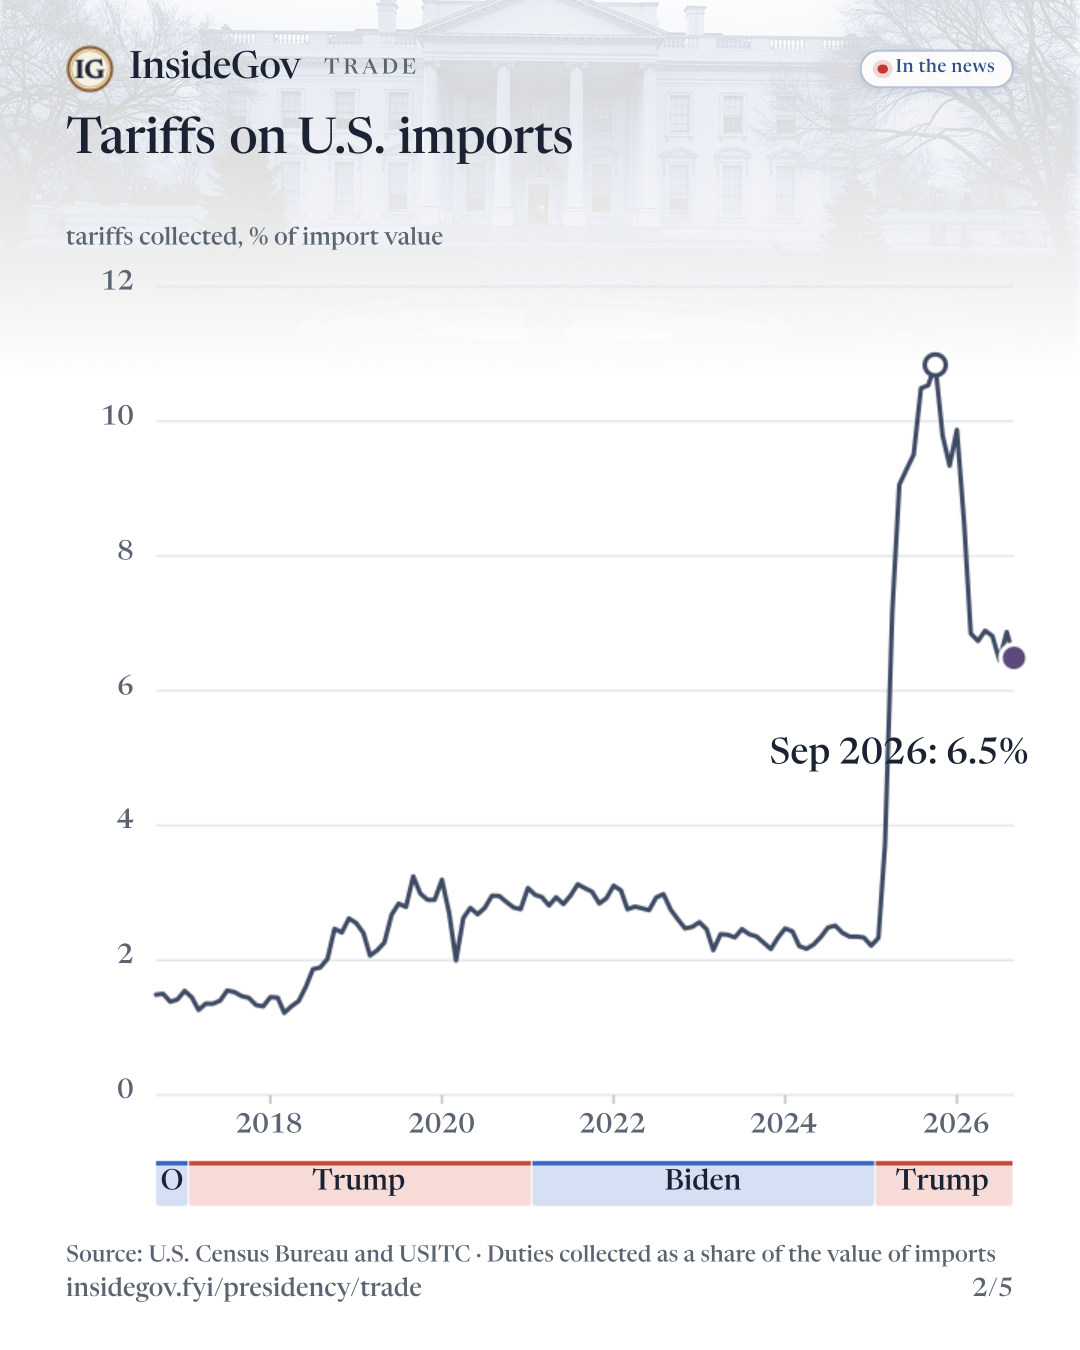 IG InsideGov TRADE
In the news
Tariffs on U.S. imports
tariffs collected, % of import value
12
10
8
6
Sep 2026: 6.5%
4
2
0
2018 2020 2022 2024 2026
O Trump Biden Trump
Source: U.S. Census Bureau and USITC · Duties collected as a share of the value of imports
insidegov.fyi/presidency/trade 2/5